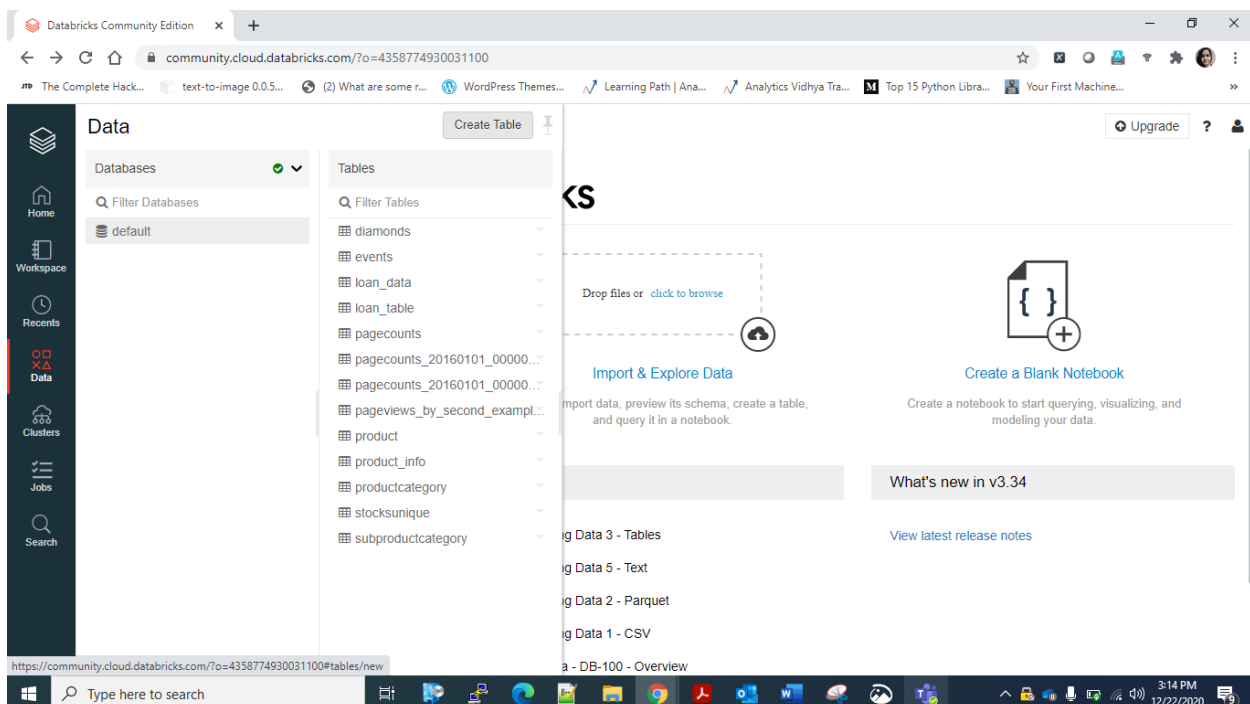 Databricks Community Edition
community.cloud.databricks.com/?o=4358774930031100
The Complete Hack...
text-to-image 0.0.5...
(2) What are some r...
WordPress Themes...
Learning Path | Ana...
Analytics Vidhya Tra...
Top 15 Python Libra...
Your First Machine...
Data
Create Table
Upgrade
?
Databases
Tables
Filter Databases
Filter Tables
default
diamonds
events
loan_data
loan_table
pagecounts
pagecounts_20160101_00000...
pagecounts_20160101_00000...
pageviews_by_second_exampl...
product
product_info
productcategory
stocksunique
subproductcategory
Home
Workspace
Recents
Data
Clusters
Jobs
Search
ks
Drop files or click to browse
Import & Explore Data
mport data, preview its schema, create a table,
and query it in a notebook.
Create a Blank Notebook
Create a notebook to start querying, visualizing, and
modeling your data.
What's new in v3.34
View latest release notes
ng Data 3 - Tables
ng Data 5 - Text
ng Data 2 - Parquet
ng Data 1 - CSV
a - DB-100 - Overview
https://community.cloud.databricks.com/?o=4358774930031100#tables/new
Type here to search
3:14 PM
12/22/2020